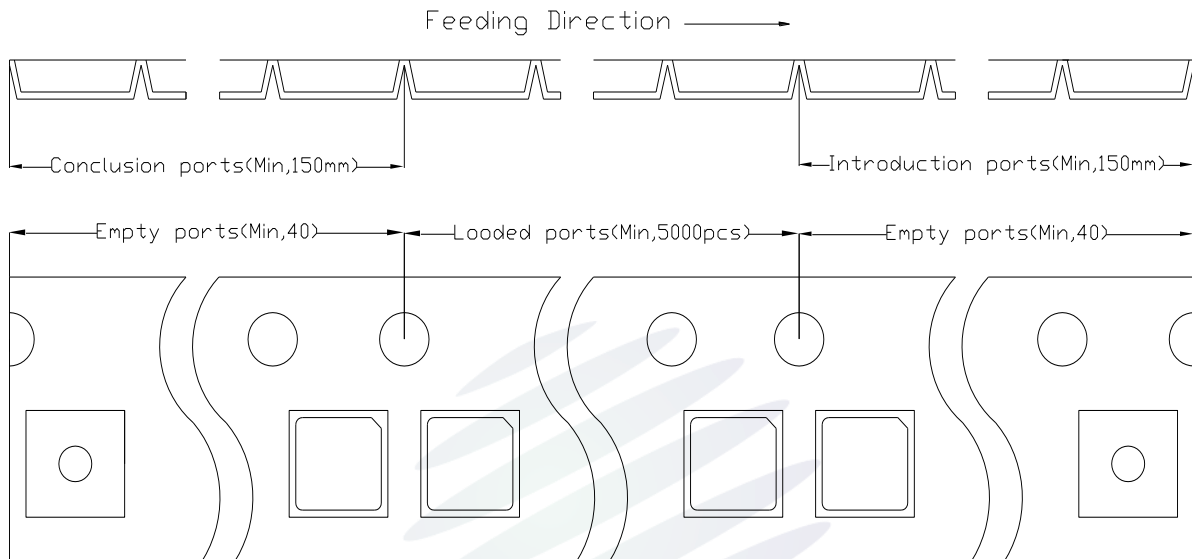 Feeding Direction
Conclusion ports(Min,150mm)
Introduction ports(Min,150mm)
Empty ports(Min,40)
Looded ports(Min,5000pcs)
Empty ports(Min,40)